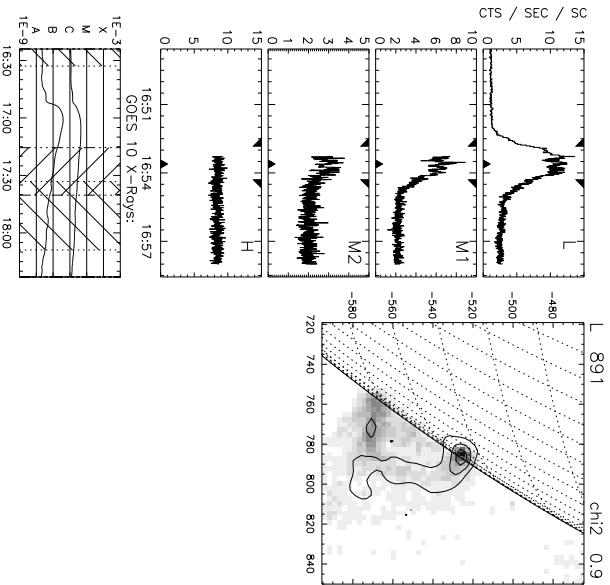 CTS / SEC / SC
0 5 10 15
L
0 2 4 6 8 10
M1
0 1 2 3 4 5
M2
0 5 10 15
H
16:51 16:54 16:57
GOES 10 X-Rays:
1E-9 A B C M X 1E-3
16:30 17:00 17:30 18:00
L 891 chi2 0.9
-580 -560 -540 -520 -500 -480
720 740 760 780 800 820 840